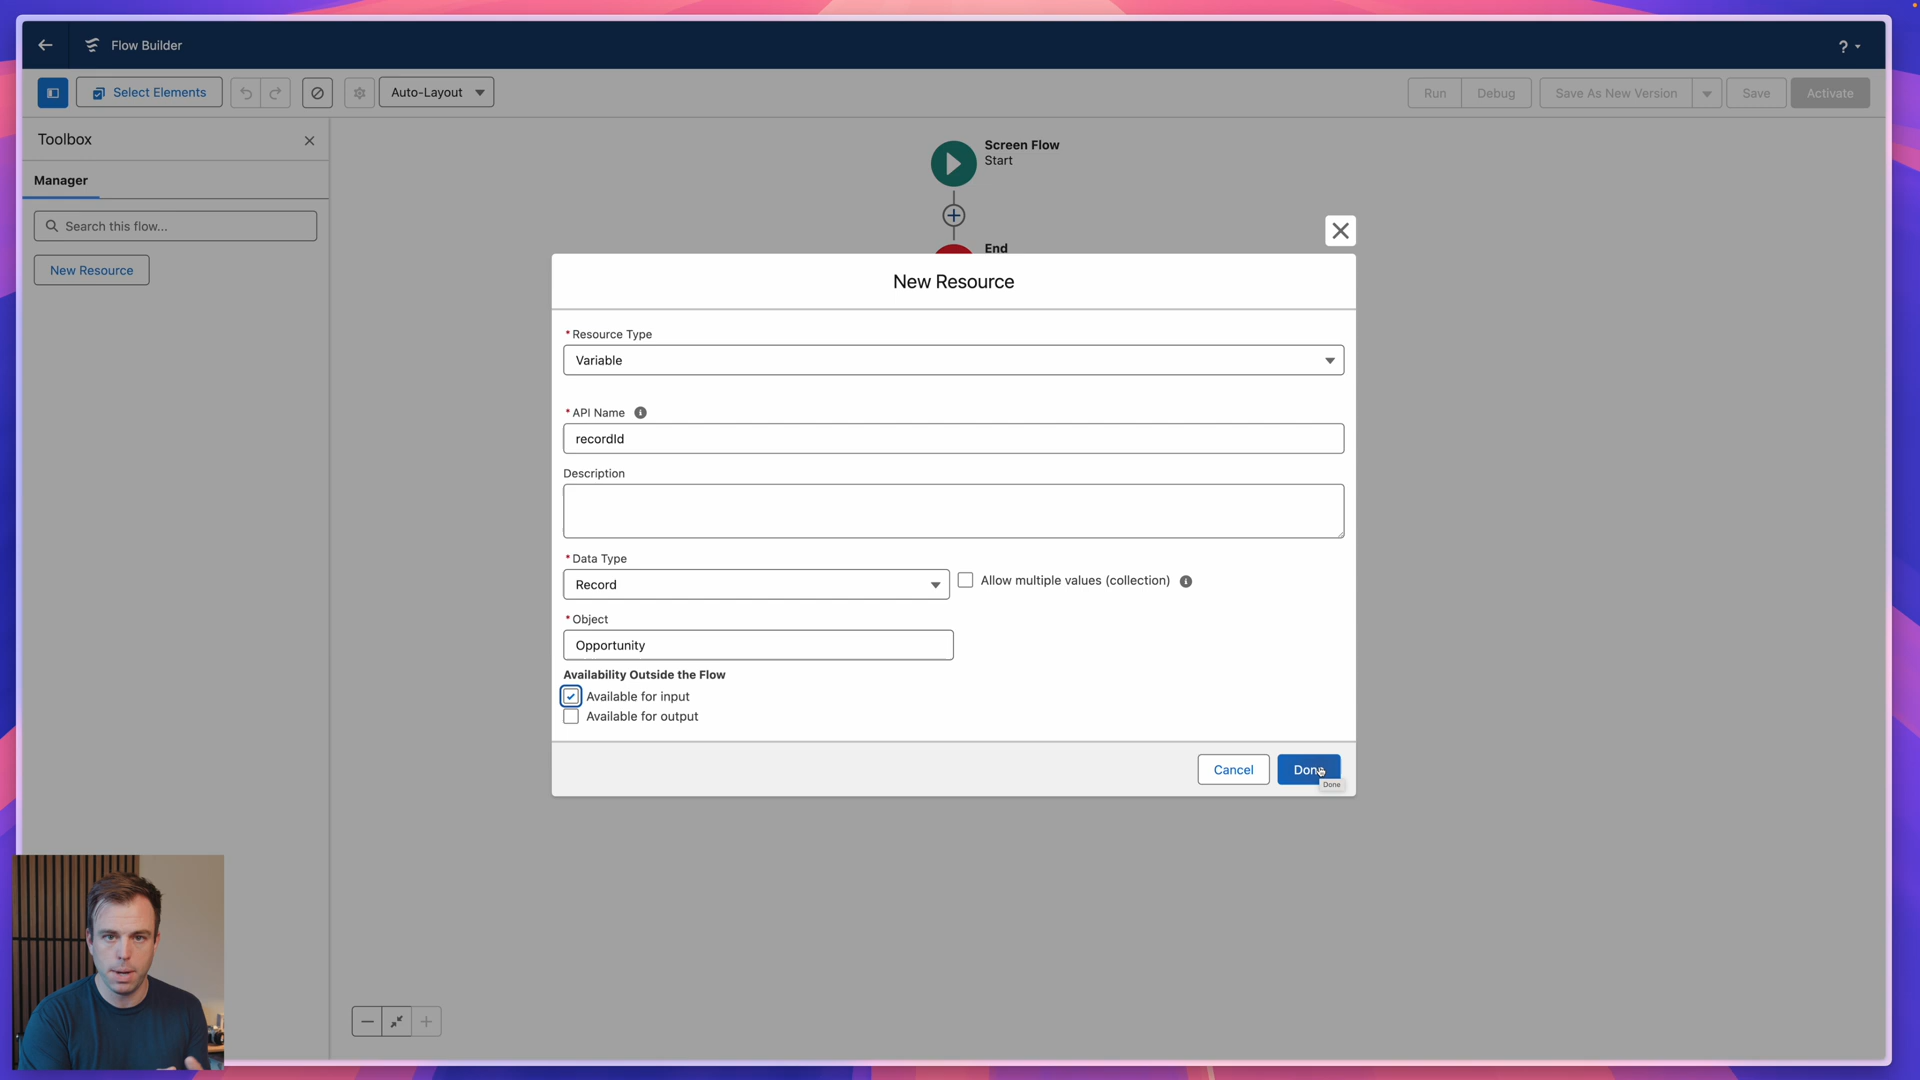 Flow Builder
?
Select Elements
Auto-Layout
Run
Debug
Save As New Version
Save
Activate
Toolbox
Manager
Search this flow...
New Resource
Screen Flow
Start
End
New Resource
* Resource Type
Variable
* API Name
recordId
Description
* Data Type
Record
Allow multiple values (collection)
* Object
Opportunity
Availability Outside the Flow
Available for input
Available for output
Cancel
Done
Done